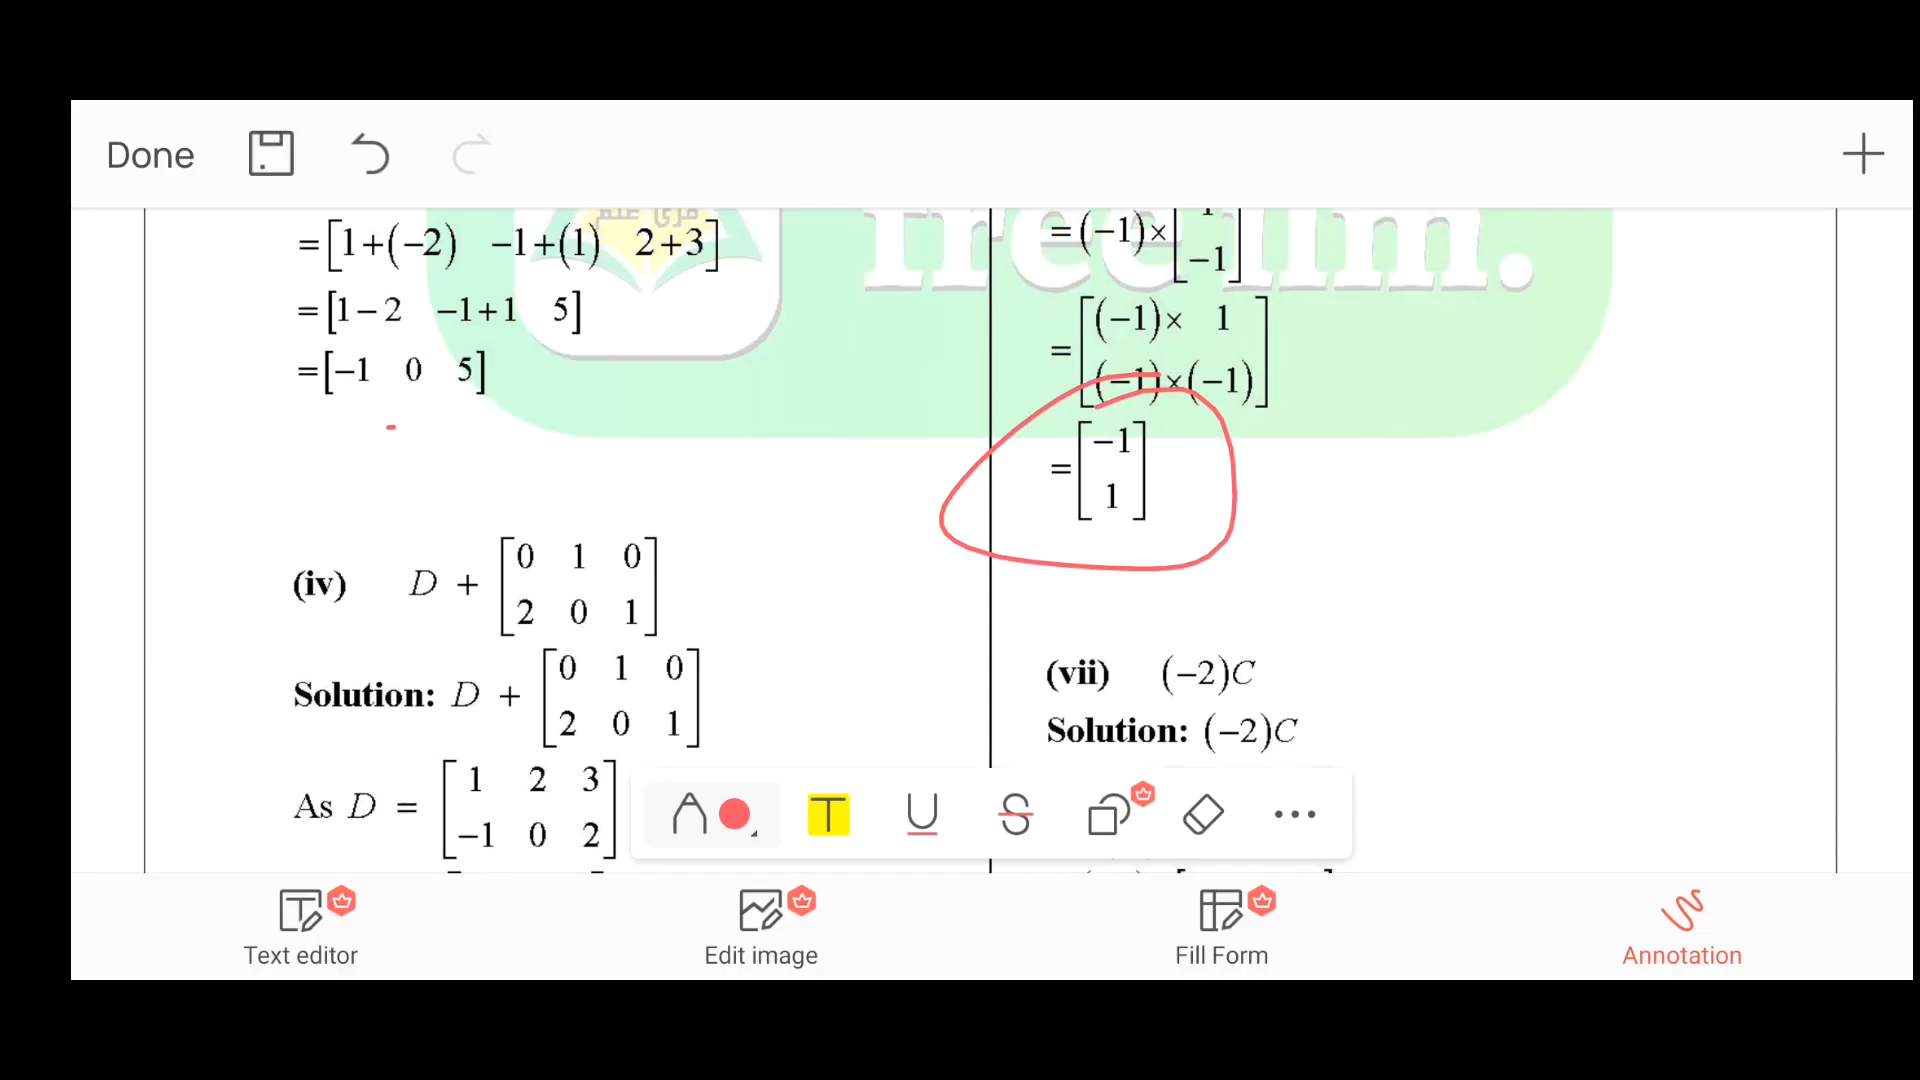 Done
= [1+(−2) −1+(1) 2+3]
= [1−2 −1+1 5]
= [−1 0 5]
(iv) D + [0 1 0
2 0 1]
Solution: D + [0 1 0
2 0 1]
As D = [1 2 3
−1 0 2]
= (−1)× [1
−1]
= [(−1)× 1
(−1)×(−1)]
= [−1
1]
(vii) (−2)C
Solution: (−2)C
T U S
Text editor
Edit image
Fill Form
Annotation